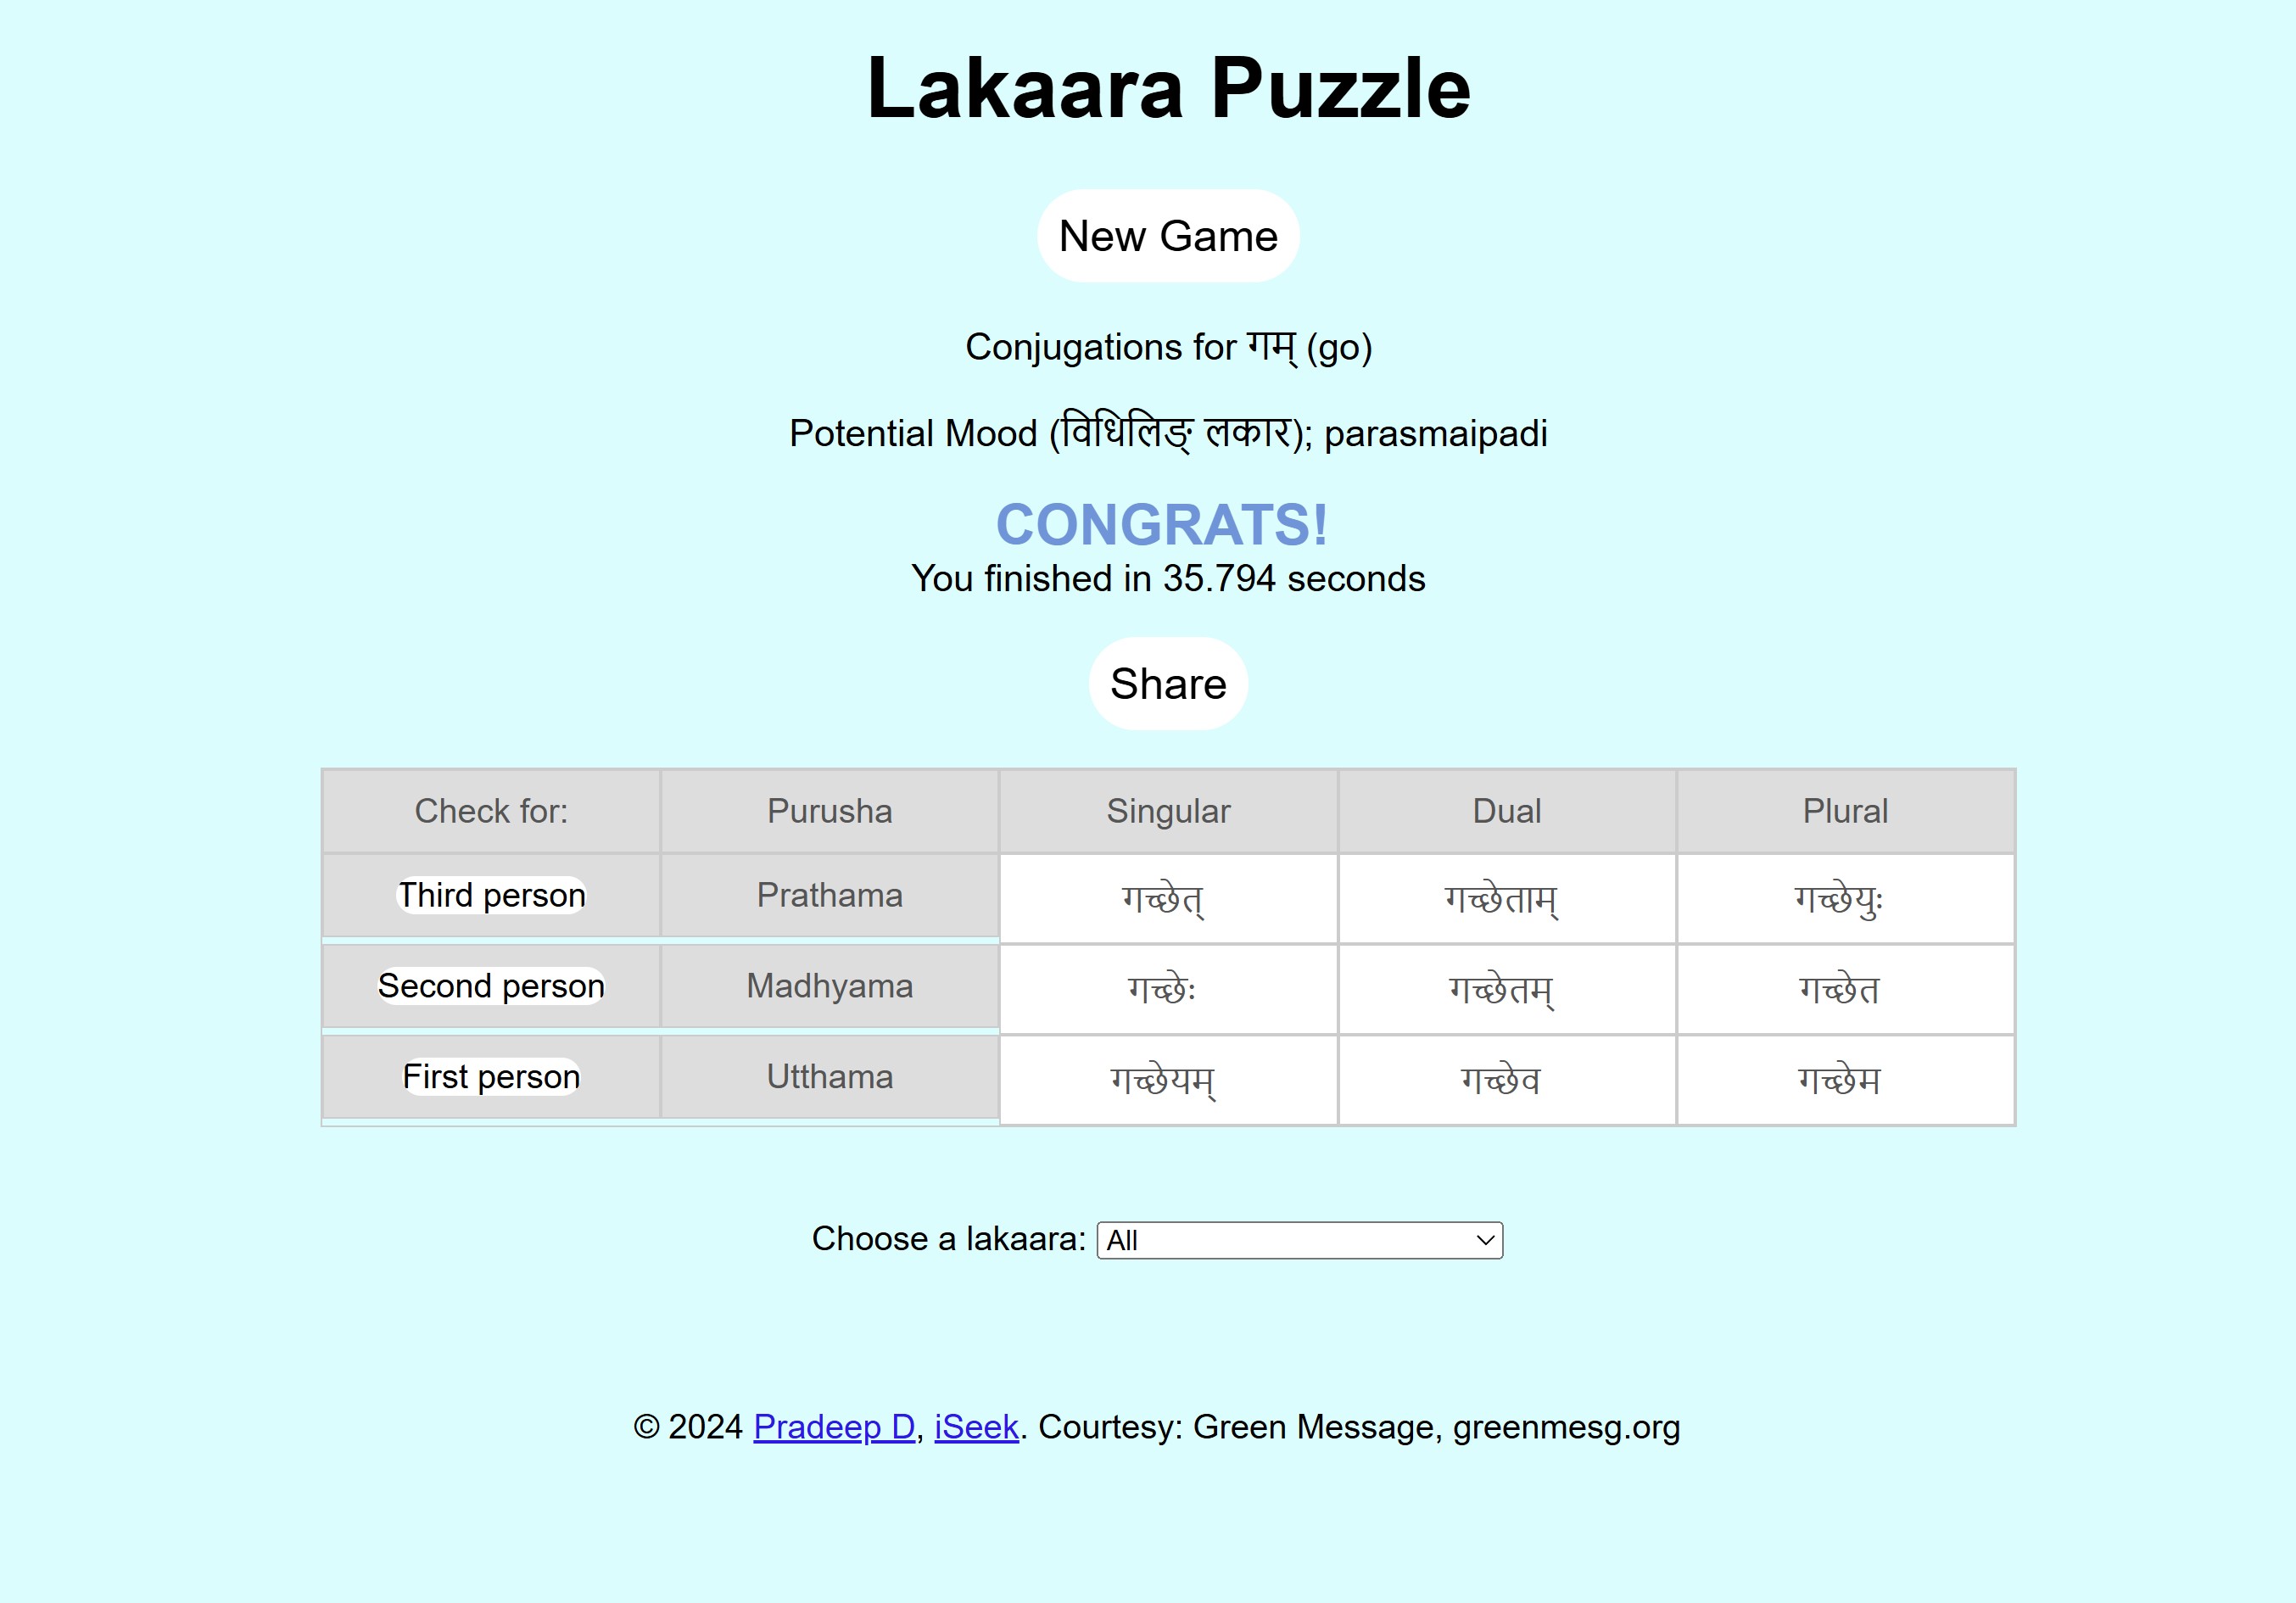 Lakaara Puzzle
New Game
Conjugations for गम् (go)
Potential Mood (विधिलिङ् लकार); parasmaipadi
CONGRATS!
You finished in 35.794 seconds
Share
Check for: Purusha Singular Dual Plural
Third person Prathama गच्छेत् गच्छेताम् गच्छेयुः
Second person Madhyama गच्छेः गच्छेतम् गच्छेत
First person Utthama गच्छेयम् गच्छेव गच्छेम
Choose a lakaara: All
© 2024 Pradeep D, iSeek. Courtesy: Green Message, greenmesg.org